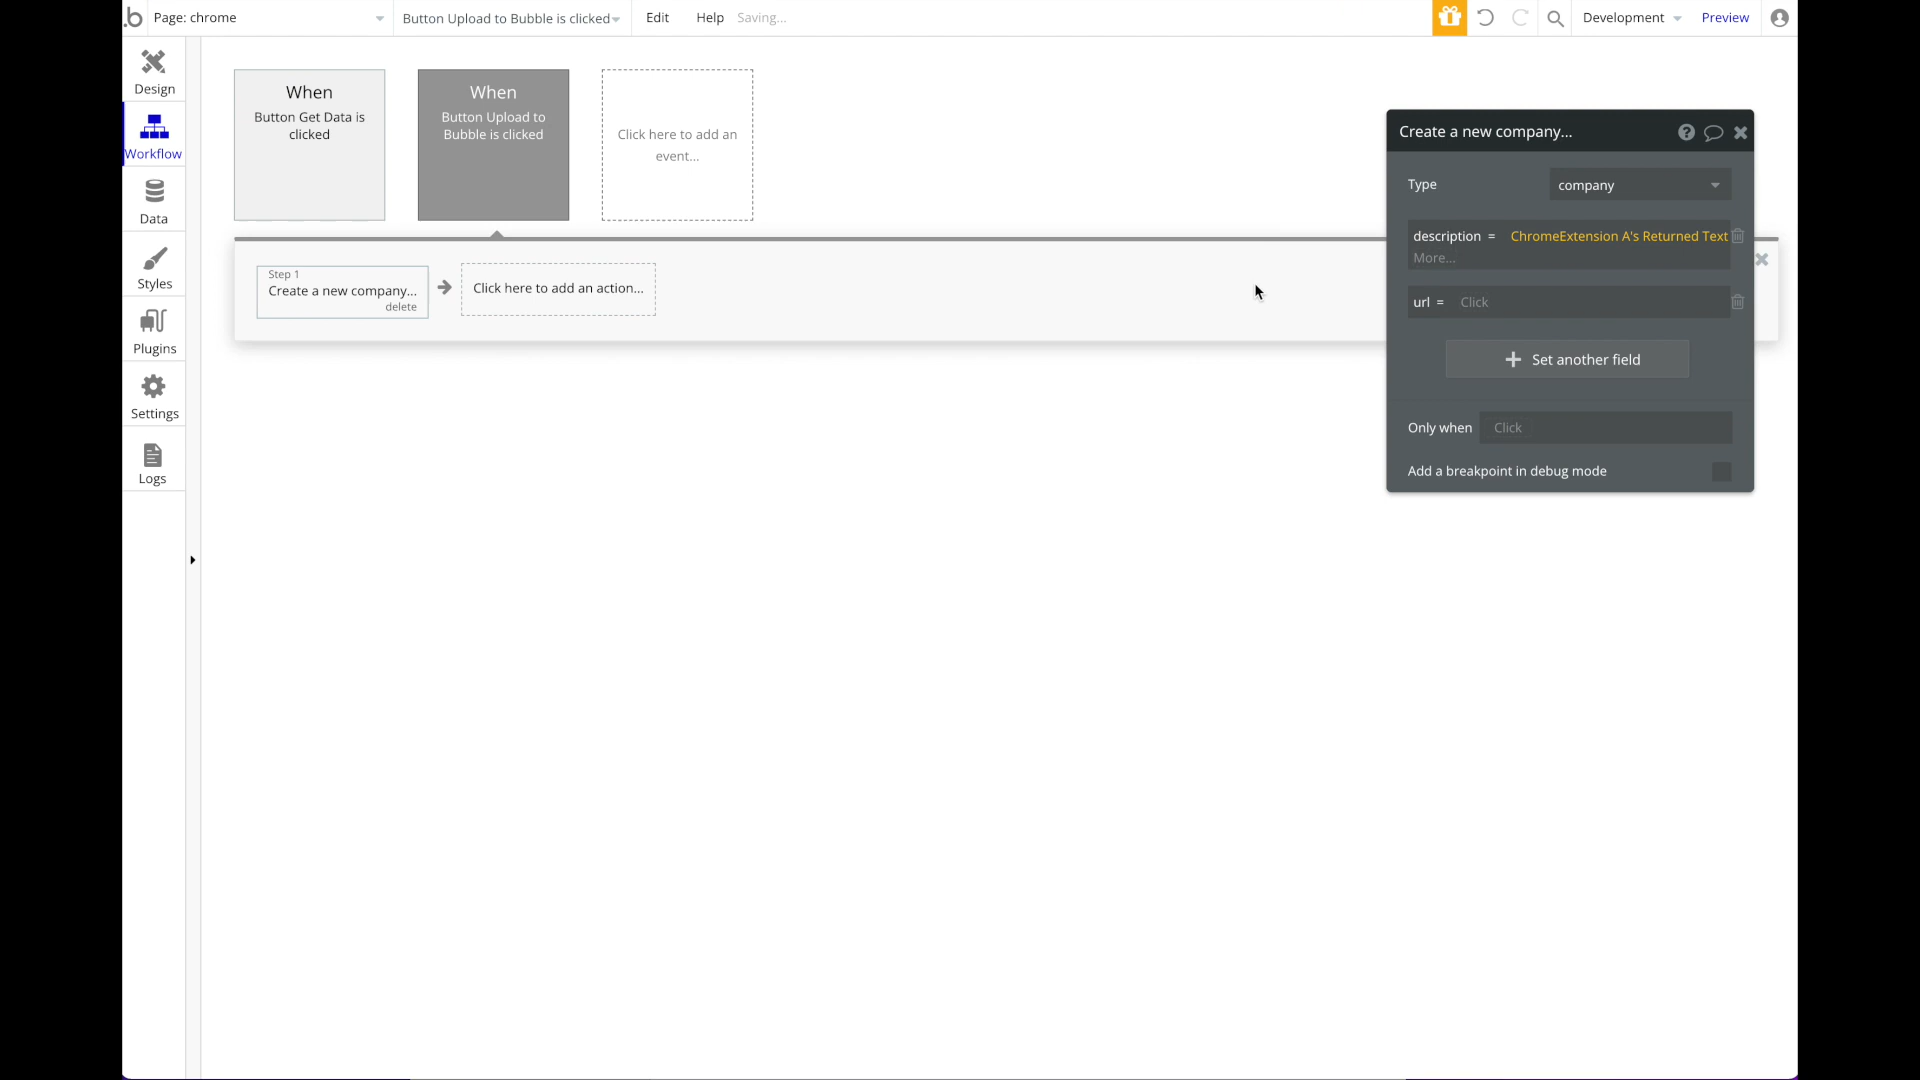 .b Page: chrome Button Upload to Bubble is clicked Edit Help Saving... Development Preview
Design
Workflow
Data
Styles
Plugins
Settings
Logs
When
Button Get Data is
clicked
When
Button Upload to
Bubble is clicked
Click here to add an
event...
Step 1
Create a new company...
delete
Click here to add an action...
Create a new company...
?
Type company
description = ChromeExtension A's Returned Text
More...
url = Click
Set another field
Only when Click
Add a breakpoint in debug mode